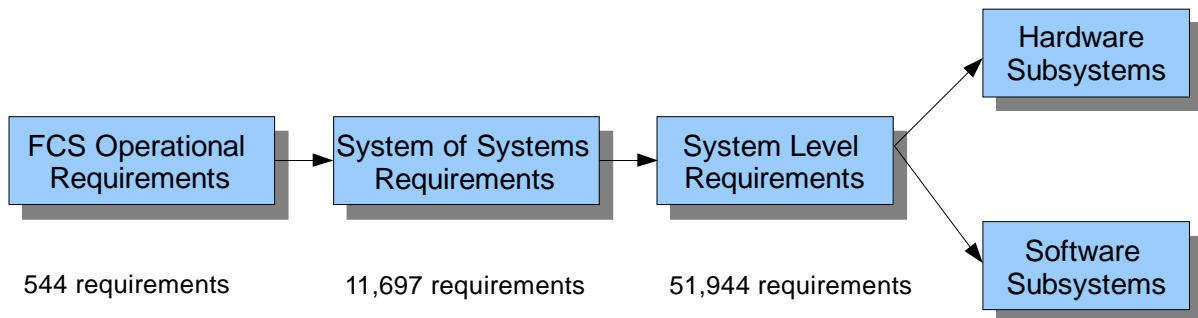 Hardware
Subsystems
FCS Operational
Requirements
System of Systems
Requirements
System Level
Requirements
Software
Subsystems
544 requirements
11,697 requirements
51,944 requirements